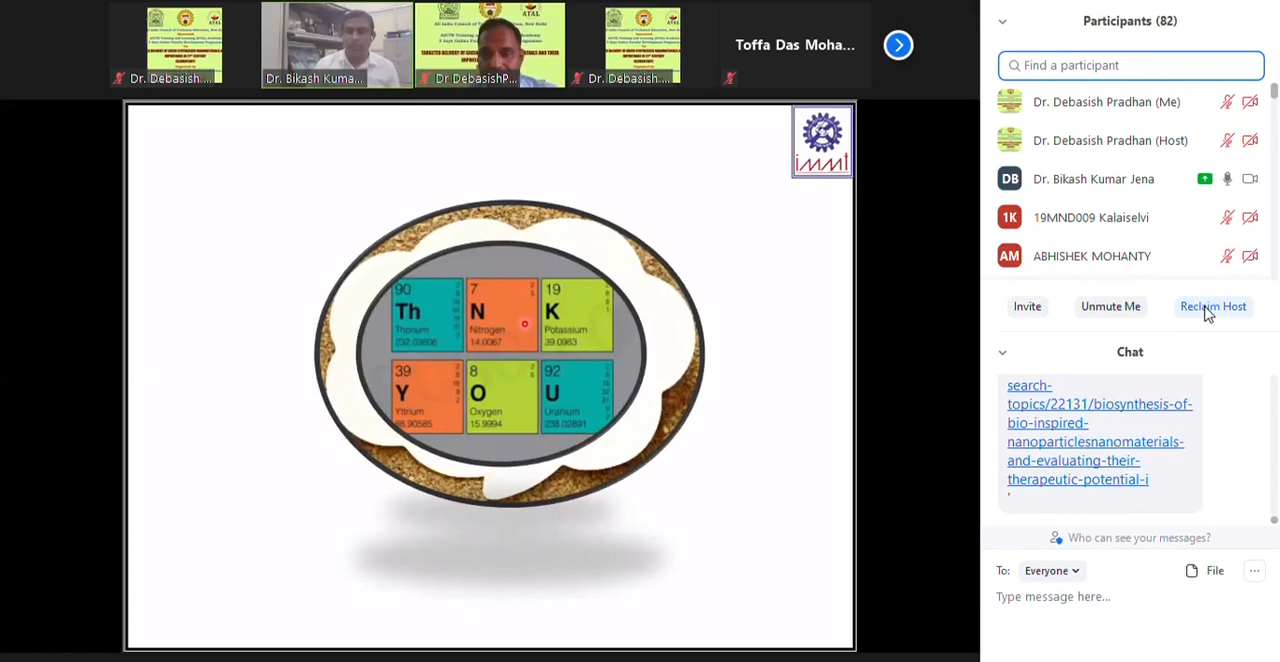 Dr. Debasish ...
Dr. Bikash Kuma...
Dr DebasishP...
Dr. Debasish ...
Toffa Das Moha...
immt
90
Th
Thorium
232.03806
7
N
Nitrogen
14.0067
19
K
Potassium
39.0983
39
Y
Yttrium
88.90585
8
O
Oxygen
15.9994
92
U
Uranium
238.02891
Participants (82)
Find a participant
Dr. Debasish Pradhan (Me)
Dr. Debasish Pradhan (Host)
DB Dr. Bikash Kumar Jena
1K 19MND009 Kalaiselvi
AM ABHISHEK MOHANTY
Invite Unmute Me Reclaim Host
Chat
search-
topics/22131/biosynthesis-of-
bio-inspired-
nanoparticlesnanomaterials-
and-evaluating-their-
therapeutic-potential-i
'
Who can see your messages?
To: Everyone File ...
Type message here...